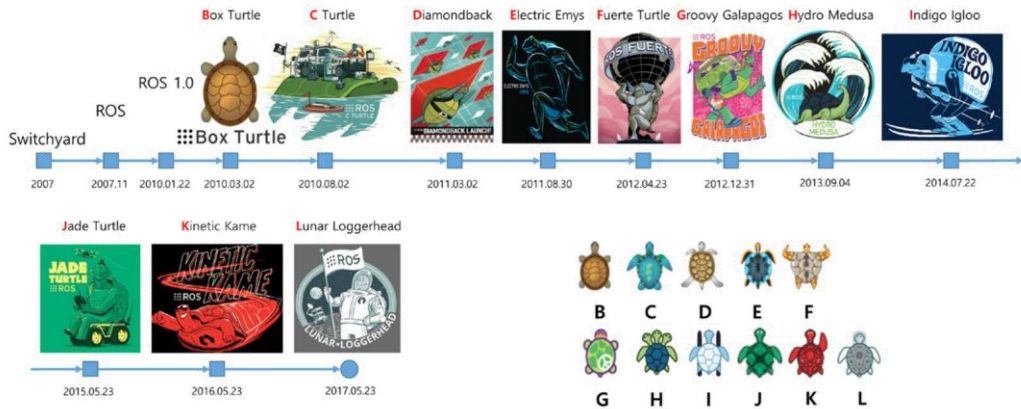 Box Turtle
C Turtle
Diamondback
Electric Emys
Fuerte Turtle
Groovy Galapagos
Hydro Medusa
Indigo Igloo
Switchyard
ROS
ROS 1.0
Box Turtle
ROS
C TURTLE
DIAMONDBACK LAUNCH!
ELECTRIC EMYS
ROS FUERTE
ROS
GROOVY
GALAPAGOS
HYDRO
MEDUSA
INDIGO
IGLOO
ROS
2007
2007.11
2010.01.22
2010.03.02
2010.08.02
2011.03.02
2011.08.30
2012.04.23
2012.12.31
2013.09.04
2014.07.22
Jade Turtle
Kinetic Kame
Lunar Loggerhead
JADE
TURTLE
ROS
KINETIC
KAME
ROS
ROS
LUNAR•LOGGERHEAD
2015.05.23
2016.05.23
2017.05.23
B C D E F
G H I J K L